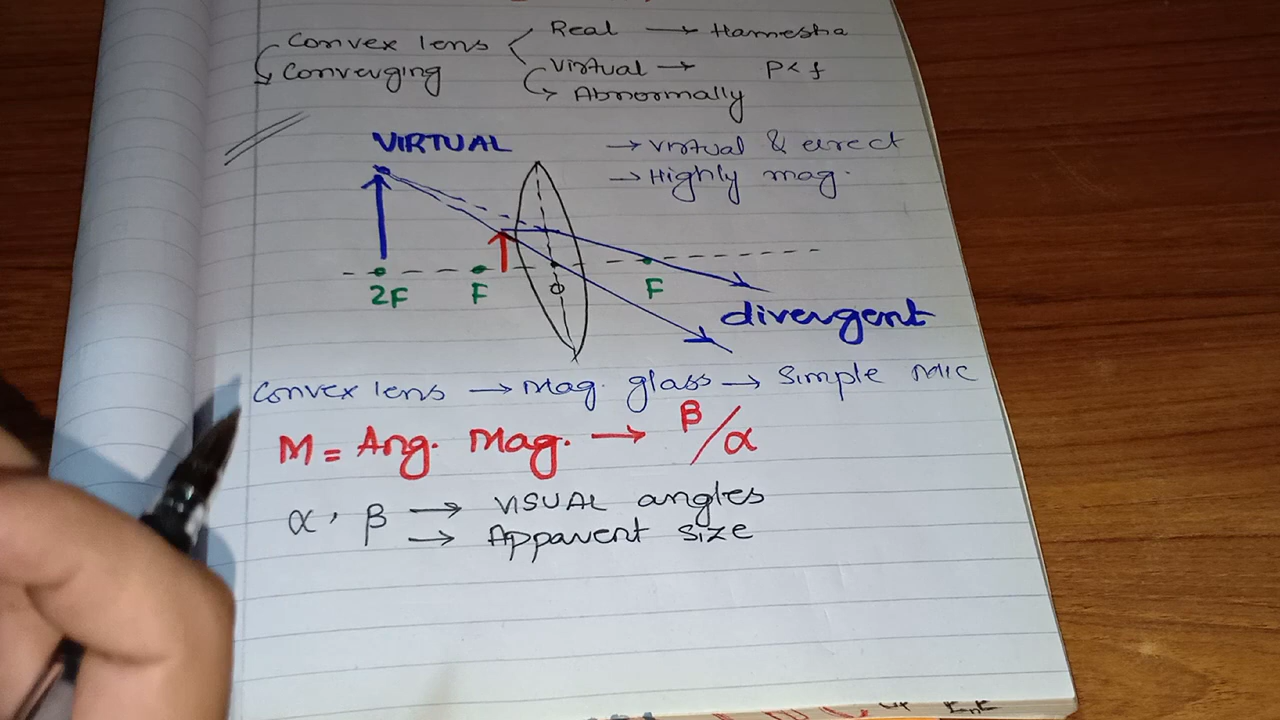 Convex lens Real → Hamesha
Converging Virtual → P < f
Abnormally
VIRTUAL
→ Virtual & erect
→ Highly mag.
2F F F
divergent
Convex lens → Mag. glass → Simple mic
M = Ang. Mag. → β/α
α, β → VISUAL angles
→ Apparent size